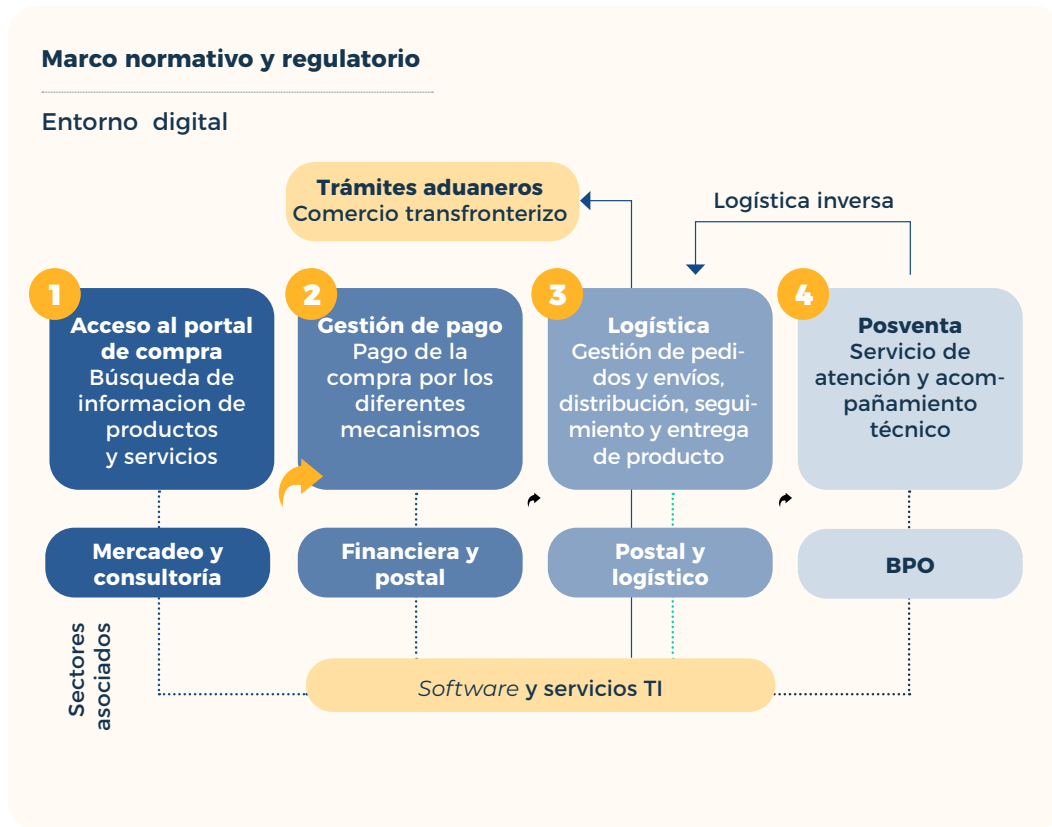 Marco normativo y regulatorio
Entorno digital
Trámites aduaneros
Comercio transfronterizo
Logística inversa
1
Acceso al portal
de compra
Búsqueda de
informacion de
productos
y servicios
2
Gestión de pago
Pago de la
compra por los
diferentes
mecanismos
3
Logística
Gestión de pedi-
dos y envíos,
distribución, segui-
miento y entrega
de producto
4
Posventa
Servicio de
atención y acom-
pañamiento
técnico
Mercadeo y
consultoría
Financiera y
postal
Postal y
logístico
BPO
Sectores
asociados
Software y servicios TI